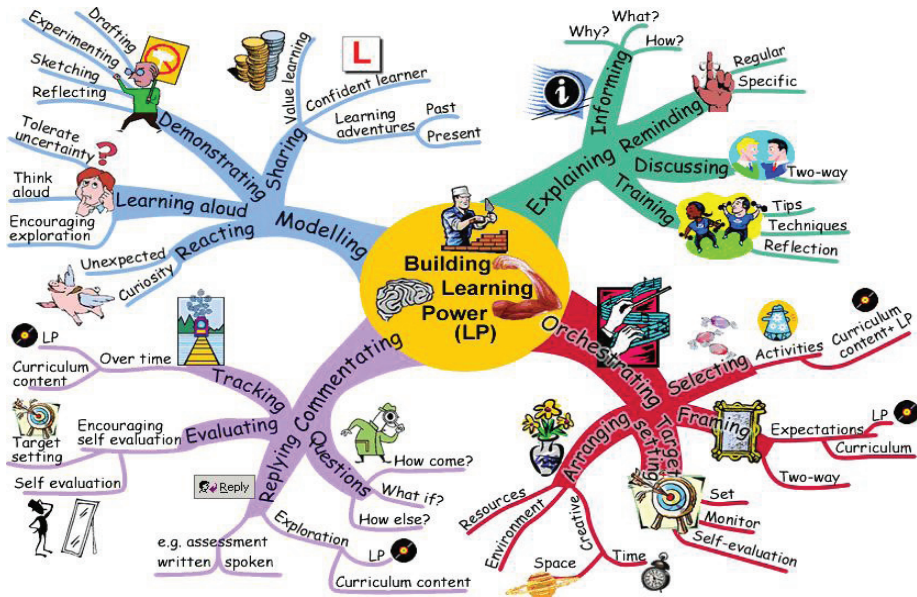 Building
Learning
Power
(LP)
Modelling
Demonstrating
Drafting
Experimenting
Sketching
Reflecting
Sharing
Value learning
L
Confident learner
Learning
adventures
Past
Present
Learning aloud
Tolerate
uncertainty
?
Think
aloud
Encouraging
exploration
Reacting
Unexpected
Curiosity
Explaining
Informing
i
Why?
What?
How?
Reminding
Regular
Specific
Discussing
Two-way
Training
Tips
Techniques
Reflection
Orchestrating
Selecting
Activities
Curriculum
content+ LP
Framing
Expectations
LP
Curriculum
Two-way
Target
setting
Set
Monitor
Self-evaluation
Arranging
Resources
Environment
Creative
Space
Time
Commentating
Tracking
Over time
LP
Curriculum
content
Evaluating
Encouraging
self evaluation
Target
setting
Self evaluation
Replying
Reply
e.g. assessment
written
spoken
Exploration
LP
Curriculum content
Questions
How come?
What if?
How else?